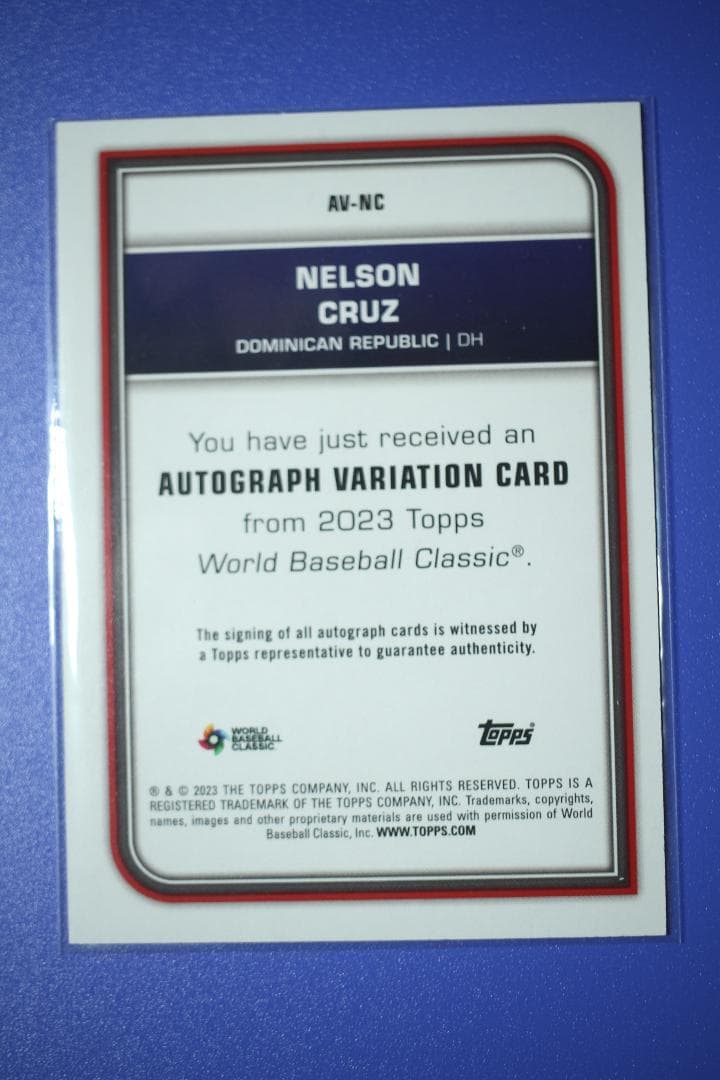 AV-NC
NELSON
CRUZ
DOMINICAN REPUBLIC | DH
You have just received an
AUTOGRAPH VARIATION CARD
from 2023 Topps
World Baseball Classic®.
The signing of all autograph cards is witnessed by
a Topps representative to guarantee authenticity.
WORLD
BASEBALL
CLASSIC
topps®
® & © 2023 THE TOPPS COMPANY, INC. ALL RIGHTS RESERVED. TOPPS IS A
REGISTERED TRADEMARK OF THE TOPPS COMPANY, INC. Trademarks, copyrights,
names, images and other proprietary materials are used with permission of World
Baseball Classic, Inc. WWW.TOPPS.COM